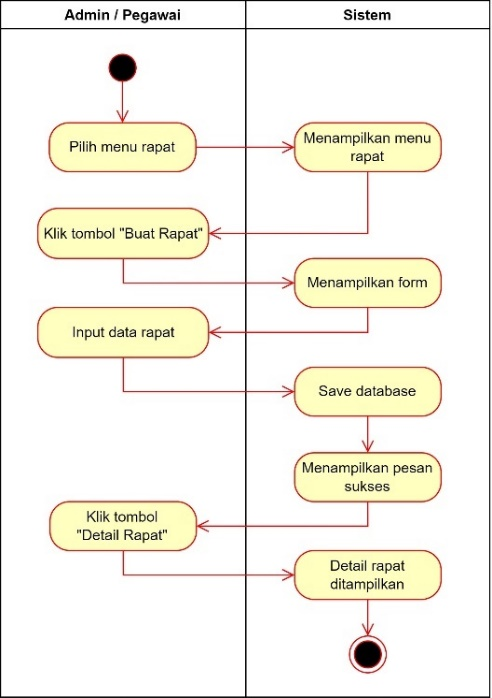 Admin / Pegawai
Sistem
Pilih menu rapat
Menampilkan menu
rapat
Klik tombol "Buat Rapat"
Menampilkan form
Input data rapat
Save database
Menampilkan pesan
sukses
Klik tombol
"Detail Rapat"
Detail rapat
ditampilkan